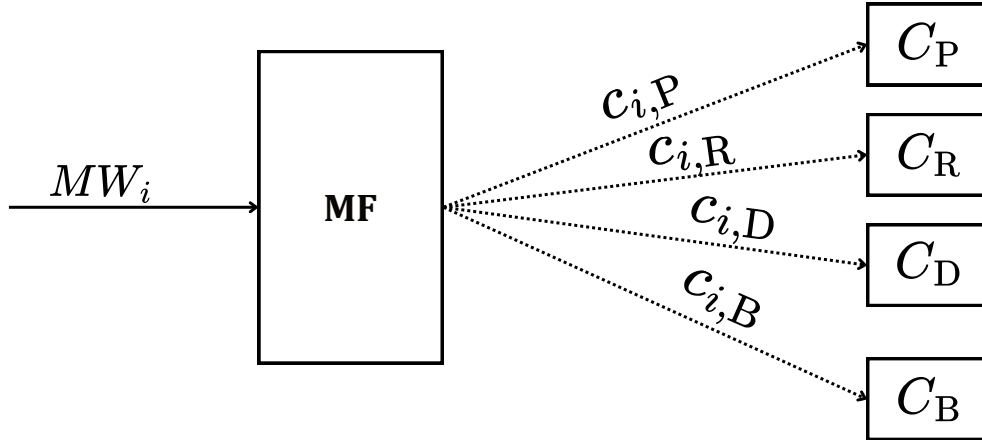 MW_i
MF
c_{i,P}
c_{i,R}
c_{i,D}
c_{i,B}
C_P
C_R
C_D
C_B